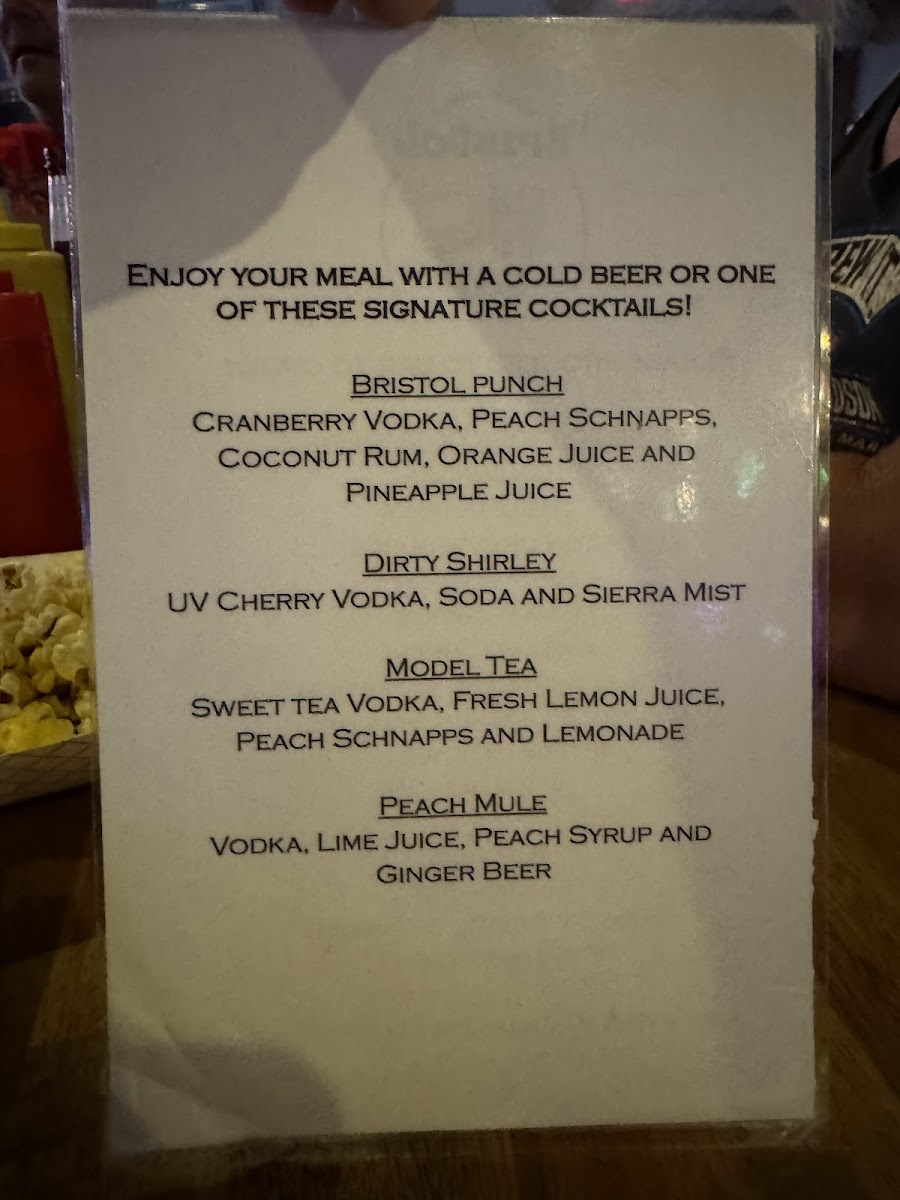 Enjoy your meal with a cold beer or one
of these signature cocktails!
Bristol punch
Cranberry Vodka, Peach Schnapps,
Coconut Rum, Orange Juice and
Pineapple Juice
Dirty Shirley
UV Cherry Vodka, Soda and Sierra Mist
Model Tea
Sweet tea Vodka, Fresh Lemon Juice,
Peach Schnapps and Lemonade
Peach Mule
Vodka, Lime Juice, Peach Syrup and
Ginger Beer